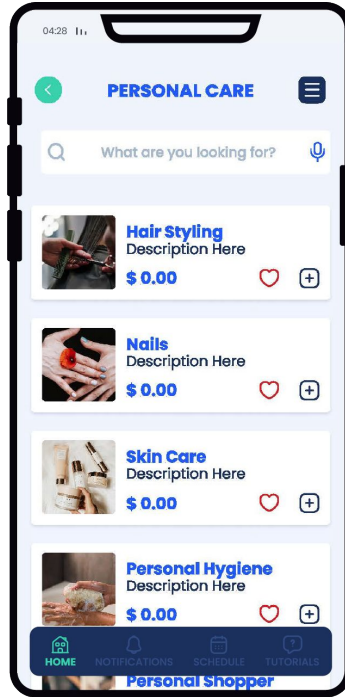 04:28
PERSONAL CARE
What are you looking for?
Hair Styling
Description Here
$ 0.00
Nails
Description Here
$ 0.00
Skin Care
Description Here
$ 0.00
Personal Hygiene
Description Here
$ 0.00
HOME NOTIFICATIONS SCHEDULE TUTORIALS
Personal Shopper